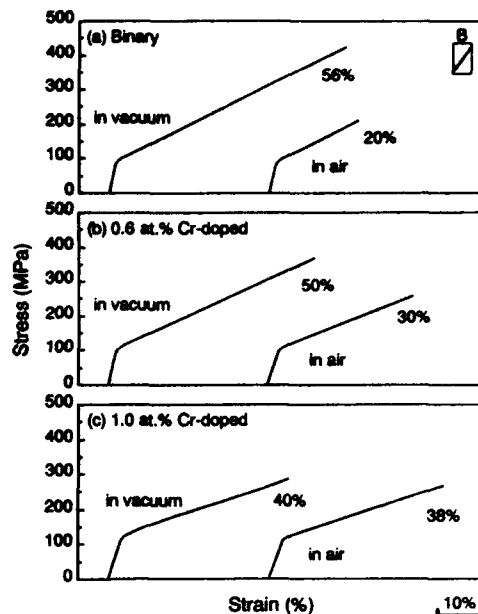 500
(a) Binary
B
400
56%
300
in vacuum
200
20%
100
in air
0
500
(b) 0.6 at.% Cr-doped
400
300
50%
in vacuum
200
30%
100
in air
0
Stress (MPa)
500
(c) 1.0 at.% Cr-doped
400
300
in vacuum
40%
200
38%
100
in air
0
Strain (%)
10%